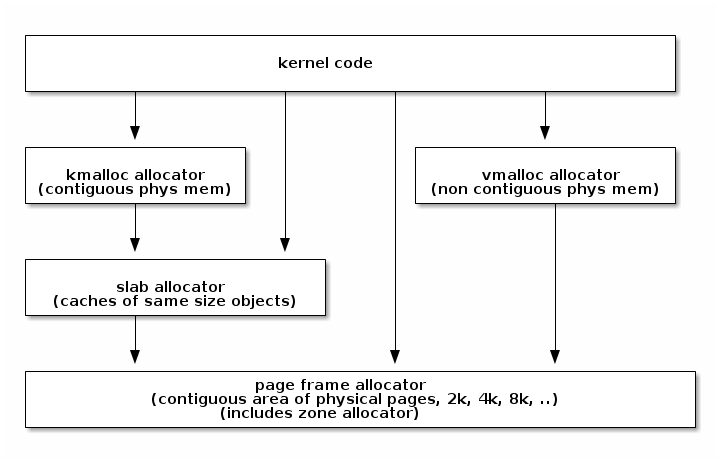 kernel code
kmalloc allocator
(contiguous phys mem)
vmalloc allocator
(non contiguous phys mem)
slab allocator
(caches of same size objects)
page frame allocator
(contiguous area of physical pages, 2k, 4k, 8k, ..)
(includes zone allocator)